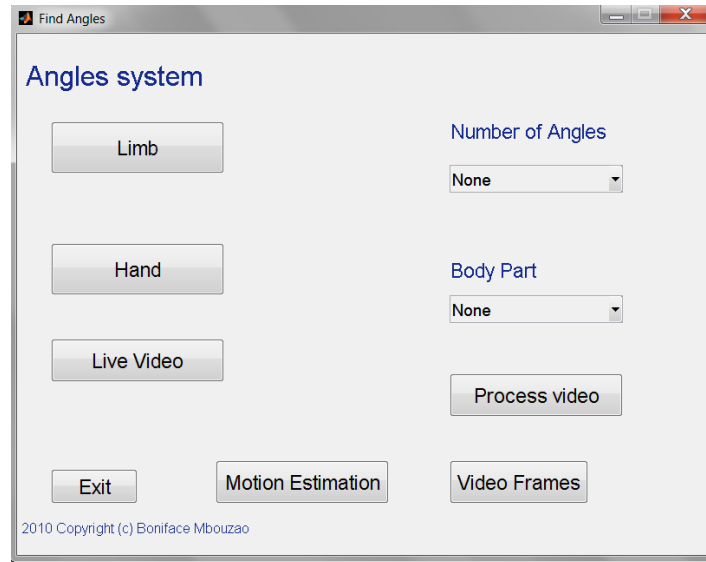 Find Angles
Angles system
Limb
Number of Angles
None
Hand
Body Part
None
Live Video
Process video
Exit
Motion Estimation
Video Frames
2010 Copyright (c) Boniface Mbouzao